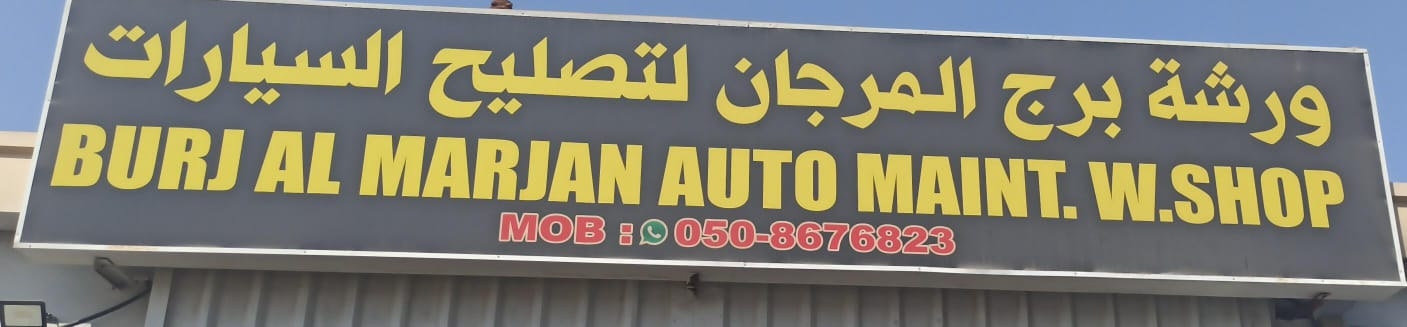 ورشة برج المرجان لتصليح السيارات
BURJ AL MARJAN AUTO MAINT. W.SHOP
MOB : 050-8676823